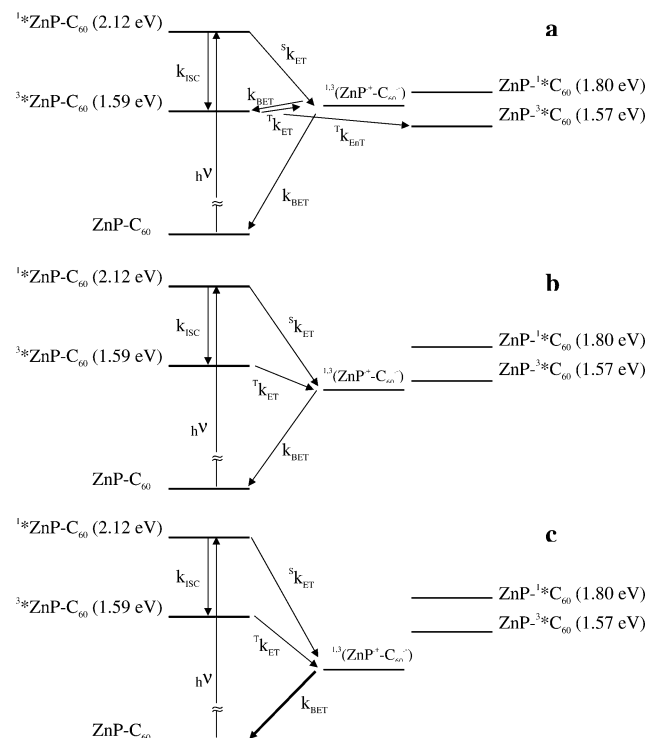 ¹*ZnP-C₆₀ (2.12 eV)
a
ˢk_ET
k_ISC
k_BET
¹,³(ZnP⁺-C₆₀⁻)
ZnP-¹*C₆₀ (1.80 eV)
³*ZnP-C₆₀ (1.59 eV)
ᵀk_ET
ᵀk_EnT
ZnP-³*C₆₀ (1.57 eV)
hν
k_BET
≈
ZnP-C₆₀
¹*ZnP-C₆₀ (2.12 eV)
b
k_ISC
ˢk_ET
ZnP-¹*C₆₀ (1.80 eV)
³*ZnP-C₆₀ (1.59 eV)
ᵀk_ET
¹,³(ZnP⁺-C₆₀⁻)
ZnP-³*C₆₀ (1.57 eV)
hν
k_BET
≈
ZnP-C₆₀
¹*ZnP-C₆₀ (2.12 eV)
c
k_ISC
ˢk_ET
ZnP-¹*C₆₀ (1.80 eV)
³*ZnP-C₆₀ (1.59 eV)
ZnP-³*C₆₀ (1.57 eV)
ᵀk_ET
¹,³(ZnP⁺-C₆₀⁻)
hν
k_BET
≈
ZnP-C₆₀